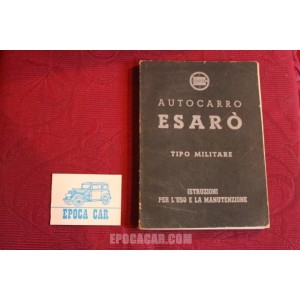 AUTOCARRO
ESARÒ
TIPO MILITARE
ISTRUZIONI
PER L'USO E LA MANUTENZIONE
EPOCA CAR
EPOCACAR.COM